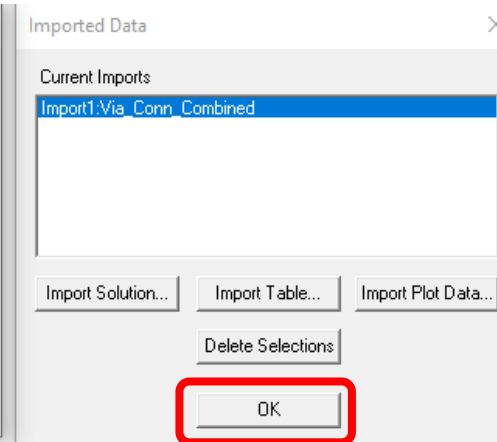 Imported Data
Current Imports
Import1:Via_Conn_Combined
Import Solution... Import Table... Import Plot Data...
Delete Selections
OK